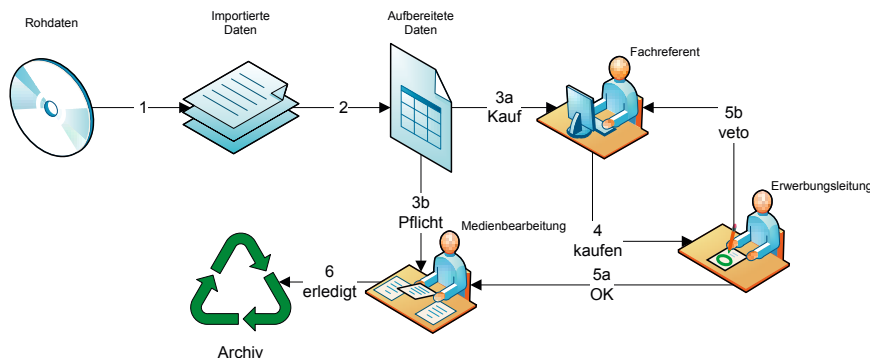 Rohdaten
Importierte
Daten
Aufbereitete
Daten
Fachreferent
1
2
3a
Kauf
5b
veto
3b
Pflicht
Medienbearbeitung
4
kaufen
Erwerbungsleitung
6
erledigt
5a
OK
Archiv